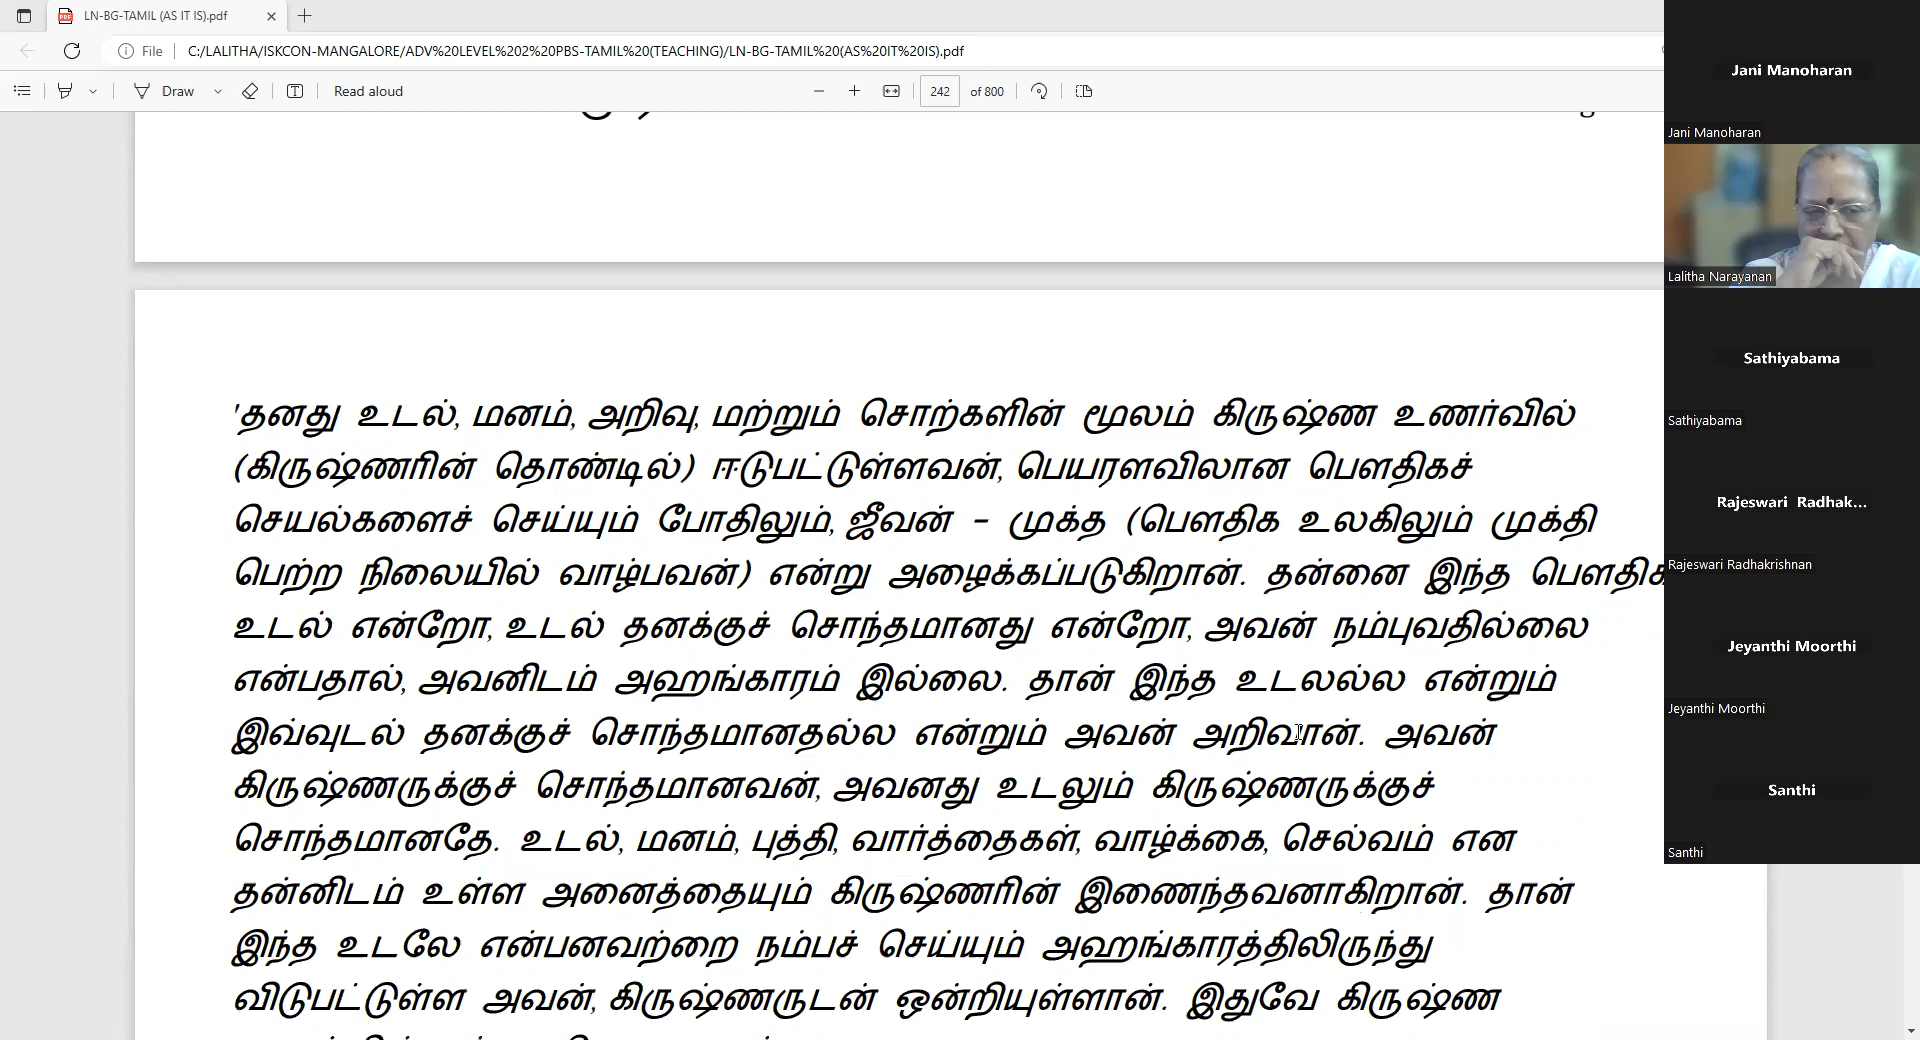 LN-BG-TAMIL (AS IT IS).pdf
File
C:/LALITHA/ISKCON-MANGALORE/ADV%20LEVEL%202%20PBS-TAMIL%20(TEACHING)/LN-BG-TAMIL%20(AS%20IT%20IS).pdf
Draw
Read aloud
242 of 800
'தனது உடல், மனம், அறிவு, மற்றும் சொற்களின் மூலம் கிருஷ்ண உணர்வில்
(கிருஷ்ணரின் தொண்டில்) ஈடுபட்டுள்ளவன், பெயரளவிலான பௌதிகச்
செயல்களைச் செய்யும் போதிலும், ஜீவன் – முக்த (பௌதிக உலகிலும் முக்தி
பெற்ற நிலையில் வாழ்பவன்) என்று அழைக்கப்படுகிறான். தன்னை இந்த பௌதிக
உடல் என்றோ, உடல் தனக்குச் சொந்தமானது என்றோ, அவன் நம்புவதில்லை
என்பதால், அவனிடம் அஹங்காரம் இல்லை. தான் இந்த உடலல்ல என்றும்
இவ்வுடல் தனக்குச் சொந்தமானதல்ல என்றும் அவன் அறிவான். அவன்
கிருஷ்ணருக்குச் சொந்தமானவன், அவனது உடலும் கிருஷ்ணருக்குச்
சொந்தமானதே. உடல், மனம், புத்தி, வார்த்தைகள், வாழ்க்கை, செல்வம் என
தன்னிடம் உள்ள அனைத்தையும் கிருஷ்ணரின் இணைந்தவனாகிறான். தான்
இந்த உடலே என்பனவற்றை நம்பச் செய்யும் அஹங்காரத்திலிருந்து
விடுபட்டுள்ள அவன், கிருஷ்ணருடன் ஒன்றியுள்ளான். இதுவே கிருஷ்ண
Jani Manoharan
Jani Manoharan
Lalitha Narayanan
Sathiyabama
Sathiyabama
Rajeswari Radhak...
Rajeswari Radhakrishnan
Jeyanthi Moorthi
Jeyanthi Moorthi
Santhi
Santhi